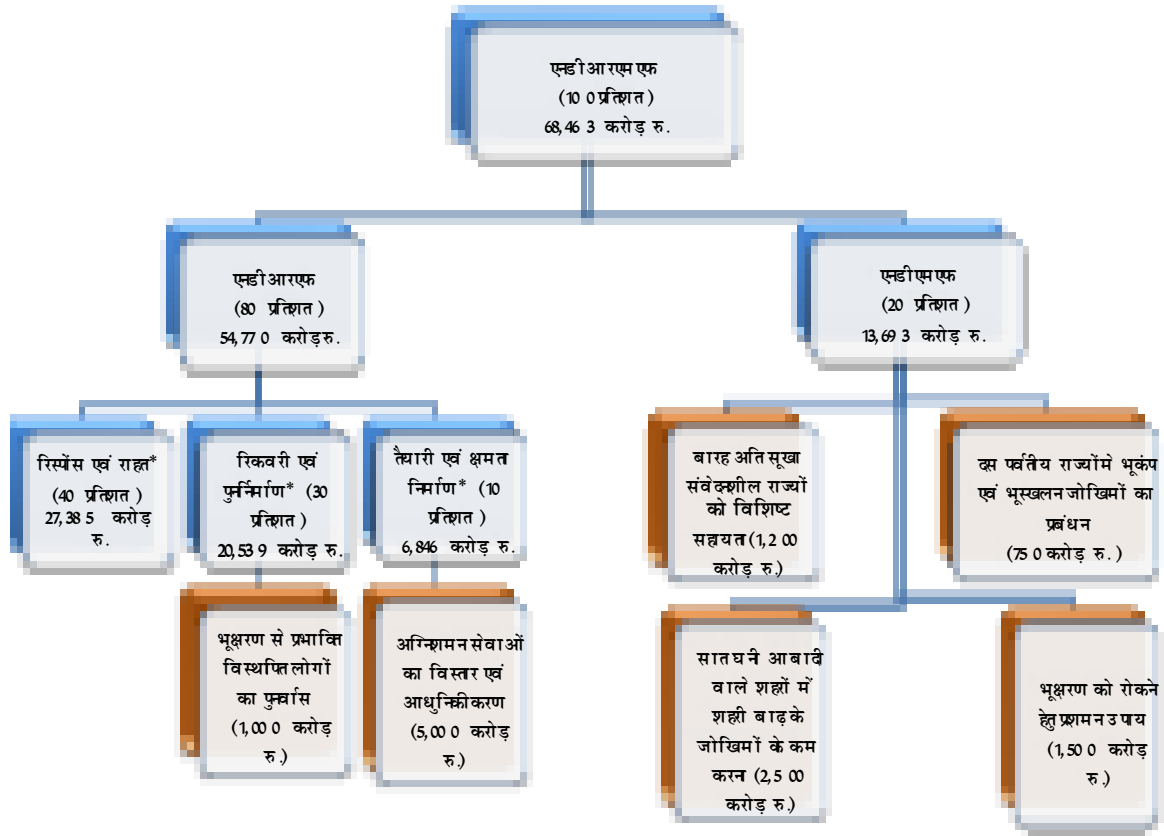 एनडीआरएमएफ
(100 प्रतिशत)
68,463 करोड़ रु.
एनडीआरएफ
(80 प्रतिशत)
54,770 करोड़ रु.
एनडीएमएफ
(20 प्रतिशत)
13,693 करोड़ रु.
रिस्पोंस एवं राहत*
(40 प्रतिशत)
27,385 करोड़
रु.
रिकवरी एवं
पुनर्निर्माण* (30
प्रतिशत)
20,539 करोड़ रु.
तैयारी एवं क्षमता
निर्माण* (10
प्रतिशत)
6,846 करोड़ रु.
बारह अति सूखा
संवेदनशील राज्यों
को विशिष्ट
सहयता (1,200
करोड़ रु.)
दस पर्वतीय राज्यों मे भूकंप
एवं भूस्खलन जोखिमों का
प्रबंधन
(750 करोड़ रु.)
भूक्षरण से प्रभावित
विस्थपित लोगों
का पुनर्वास
(1,000 करोड़
रु.)
अग्निशमन सेवाओं
का विस्तार एवं
आधुनिकीकरण
(5,000 करोड़
रु.)
सात घनी आबादी
वाले शहरों में
शहरी बाढ़ के
जोखिमों के कम
करना (2,500
करोड़ रु.)
भूक्षरण को रोकने
हेतु प्रशमन उपाय
(1,500 करोड़
रु.)